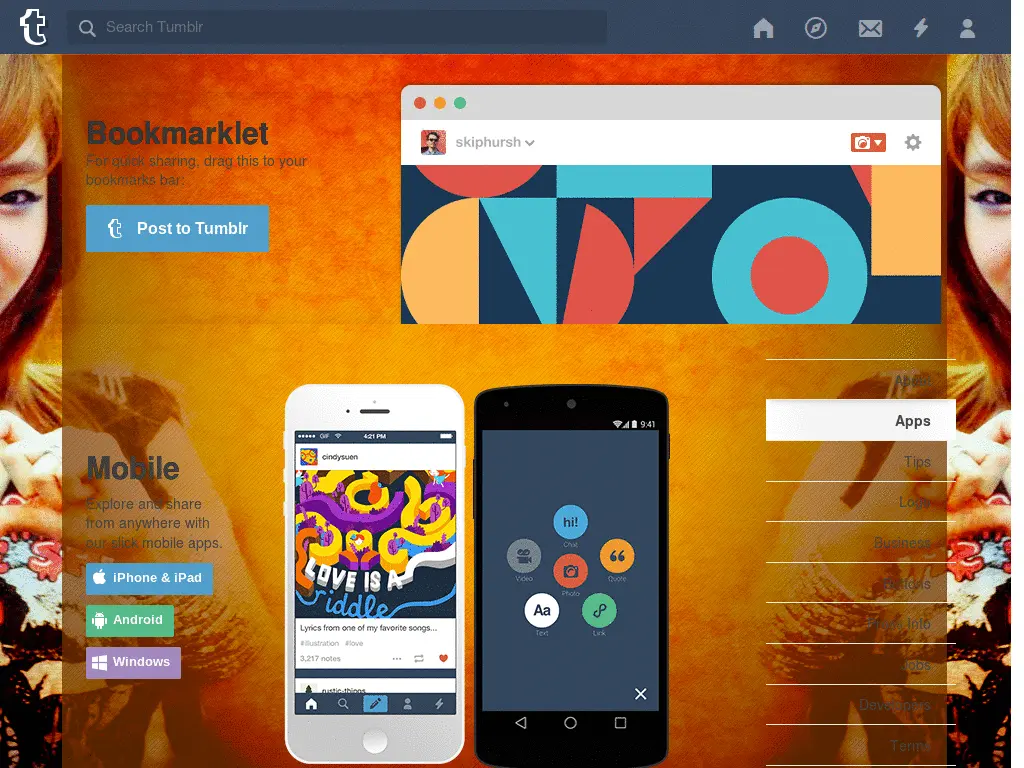 t Search Tumblr
Bookmarklet
For quick sharing, drag this to your
bookmarks bar:
Post to Tumblr
skiphursh
Mobile
Explore and share
from anywhere with
our slick mobile apps.
iPhone & iPad
Android
Windows
GIF 4:21 PM
cindysuen
LOVE IS A
riddle
Lyrics from one of my favorite songs...
#illustration #love
3,217 notes
rustic-things
9:41
hi!
Chat
Video
Photo
Quote
Aa
Text
Link
About
Apps
Tips
Logo
Business
Buttons
Press Info
Jobs
Developers
Terms